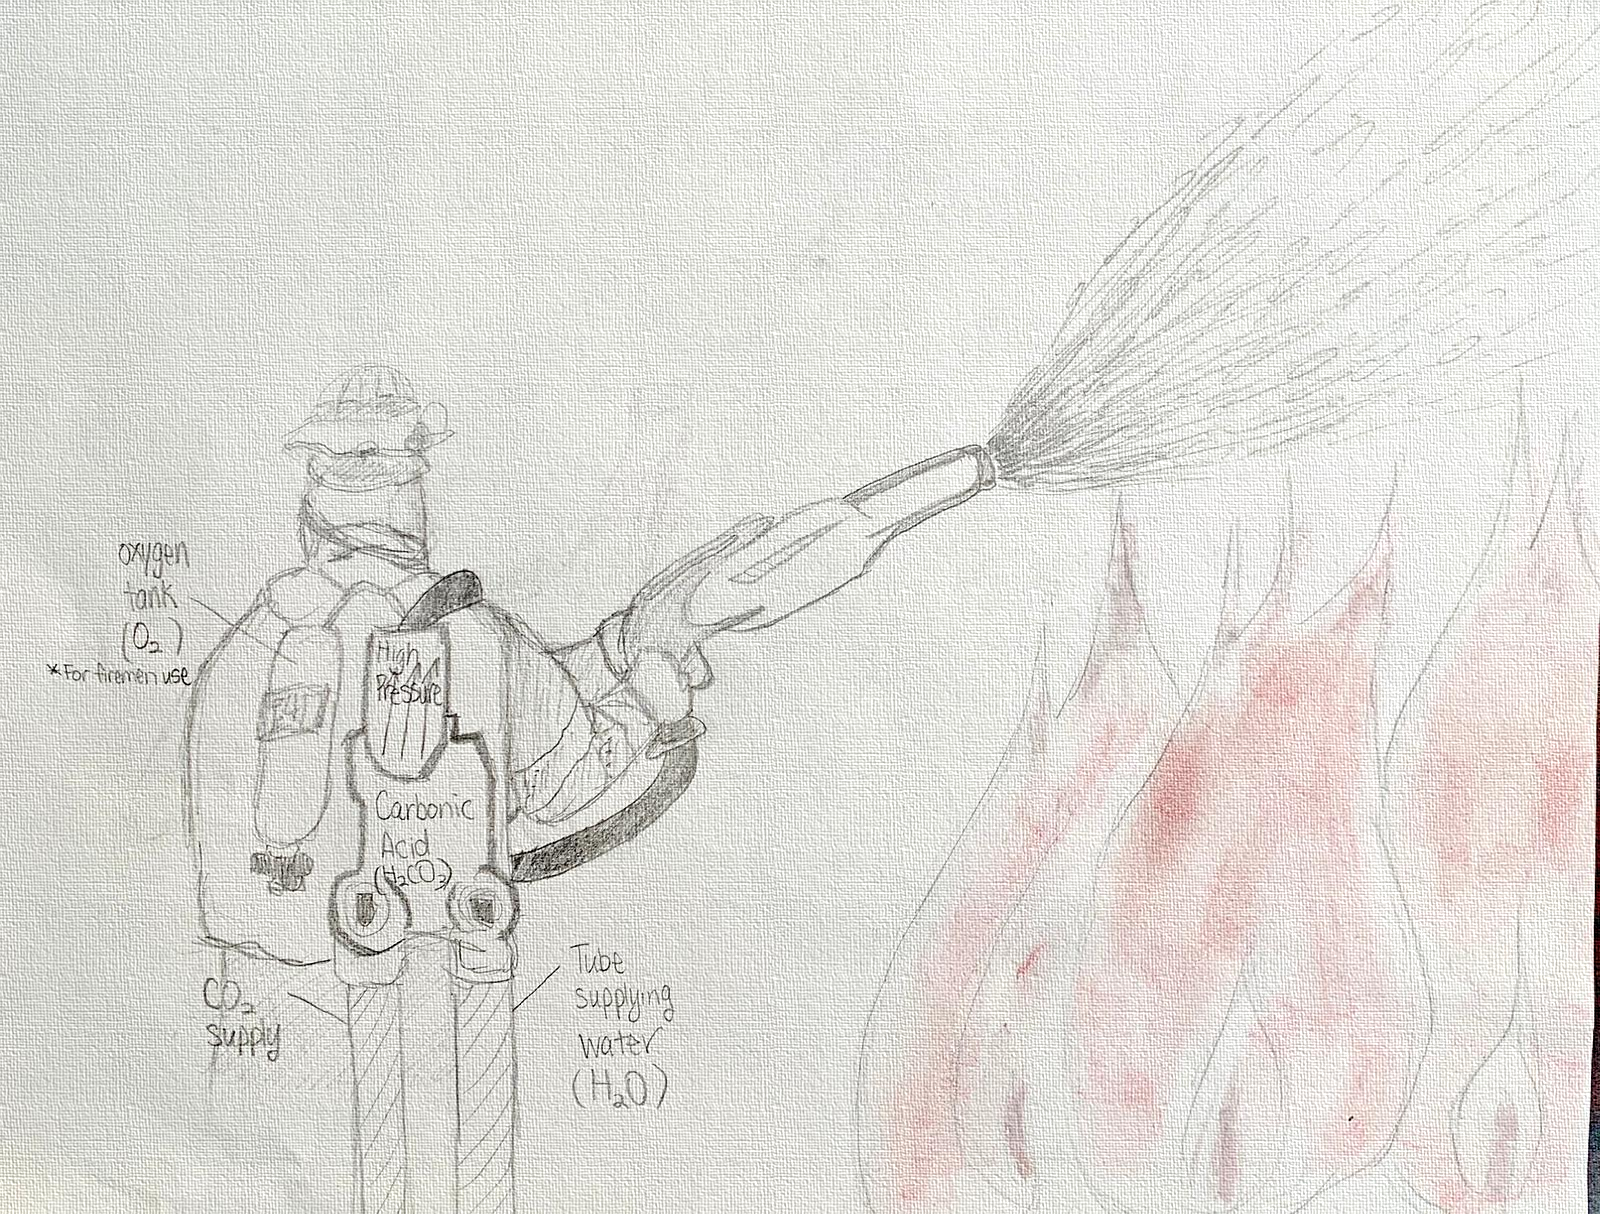 oxygen
tank
(O₂)
*For firemen use
High
Pressure
Carbonic
Acid
(H₂CO₃)
CO₂
supply
Tube
supplying
water
(H₂O)